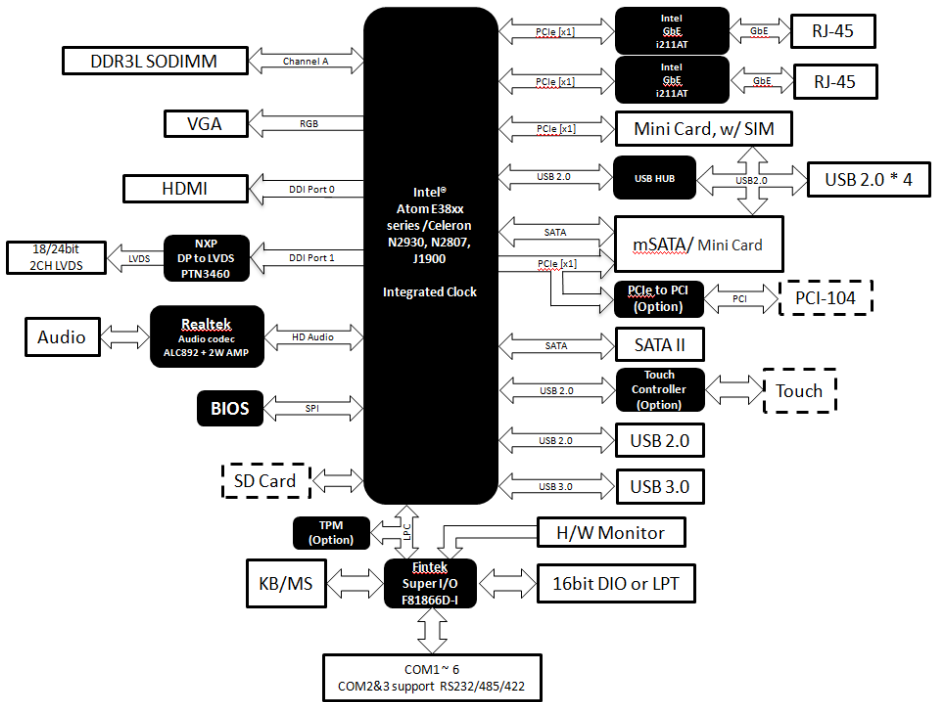 Intel
GbE
i211AT
PCIe [x1]
GbE
RJ-45
DDR3L SODIMM
Channel A
Intel
GbE
i211AT
PCIe [x1]
GbE
RJ-45
VGA
RGB
PCIe [x1]
Mini Card, w/ SIM
HDMI
DDI Port 0
USB 2.0
USB HUB
USB2.0
USB 2.0 * 4
Intel®
Atom E38xx
series /Celeron
N2930, N2807,
J1900
Integrated Clock
18/24bit
2CH LVDS
LVDS
NXP
DP to LVDS
PTN3460
DDI Port 1
SATA
PCIe [x1]
mSATA/ Mini Card
PCIe to PCI
(Option)
PCI
PCI-104
Audio
Realtek
Audio codec
ALC892 + 2W AMP
HD Audio
SATA
SATA II
USB 2.0
Touch
Controller
(Option)
Touch
BIOS
SPI
USB 2.0
USB 2.0
SD Card
USB 3.0
USB 3.0
TPM
(Option)
LPC
H/W Monitor
KB/MS
Fintek
Super I/O
F81866D-I
16bit DIO or LPT
COM1 ~ 6
COM2&3 support RS232/485/422